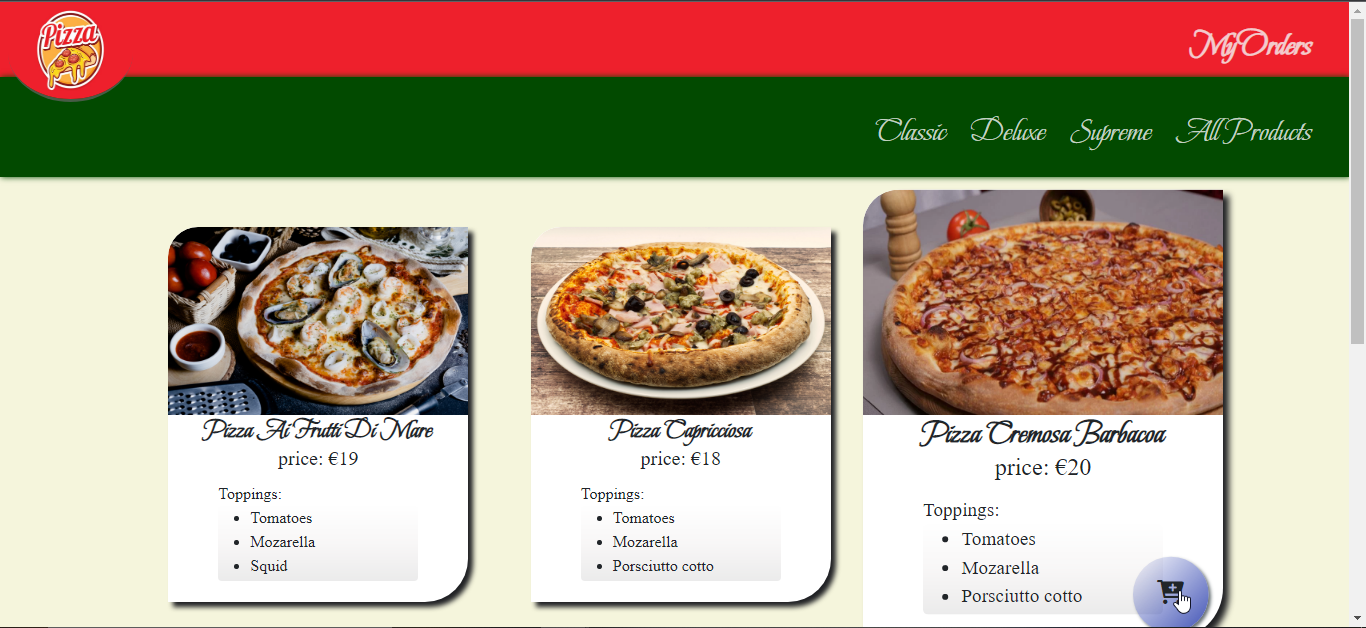 Pizza
MyOrders
Classic Deluxe Supreme All Products
Pizza Ai Frutti Di Mare
price: €19
Toppings:
Tomatoes
Mozarella
Squid
Pizza Capricciosa
price: €18
Toppings:
Tomatoes
Mozarella
Porsciutto cotto
Pizza Cremosa Barbacoa
price: €20
Toppings:
Tomatoes
Mozarella
Porsciutto cotto